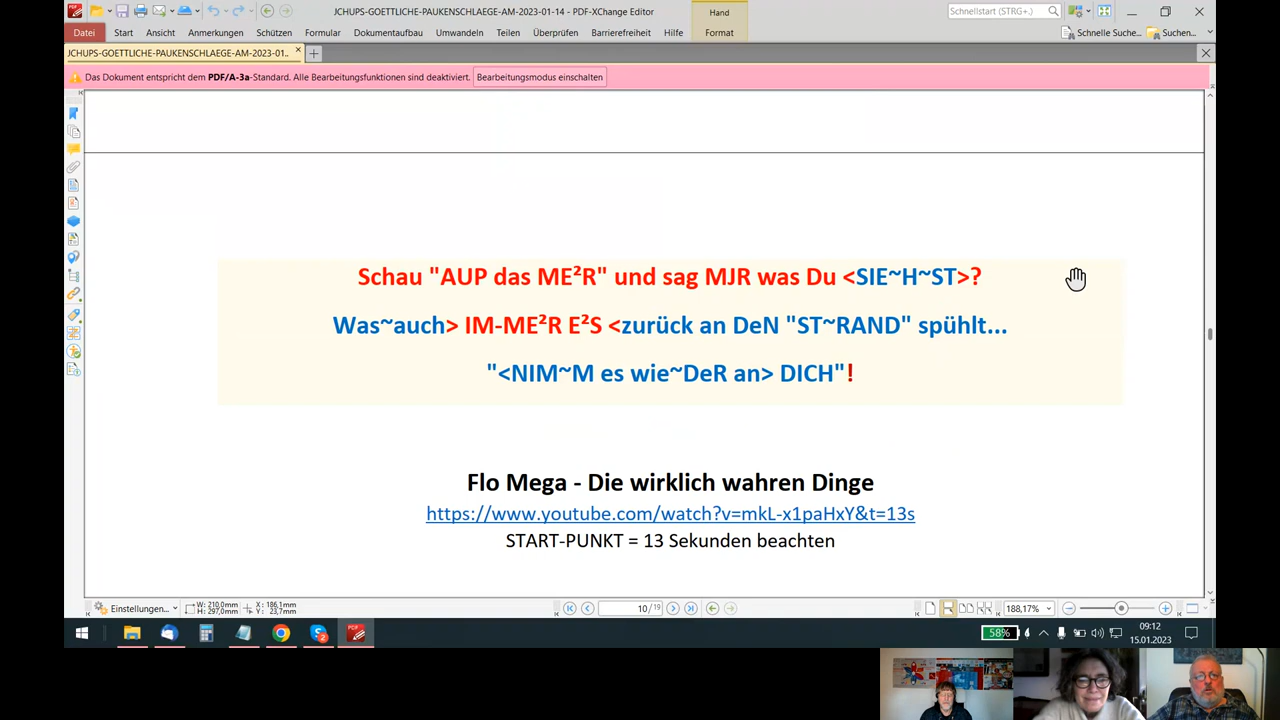 JCHUPS-GOETTLICHE-PAUKENSCHLAEGE-AM-2023-01-14 - PDF-XChange Editor
Hand
Schnellstart (STRG+.)
Datei Start Ansicht Anmerkungen Schützen Formular Dokumentaufbau Umwandeln Teilen Überprüfen Barrierefreiheit Hilfe Format Schnelle Suche... Suchen...
JCHUPS-GOETTLICHE-PAUKENSCHLAEGE-AM-2023-01..
Das Dokument entspricht dem PDF/A-3a-Standard. Alle Bearbeitungsfunktionen sind deaktiviert. Bearbeitungsmodus einschalten
Schau "AUP das ME²R" und sag MJR was Du <SIE~H~ST>?
Was~auch> IM-ME²R E²S <zurück an DeN "ST~RAND" spühlt...
"<NIM~M es wie~DeR an> DICH"!
Flo Mega - Die wirklich wahren Dinge
https://www.youtube.com/watch?v=mkL-x1paHxY&t=13s
START-PUNKT = 13 Sekunden beachten
Einstellungen... W: 210,0mm X: 186,1mm 10/19 188,17%
H: 297,0mm Y: 23,7mm
58% 09:12
15.01.2023